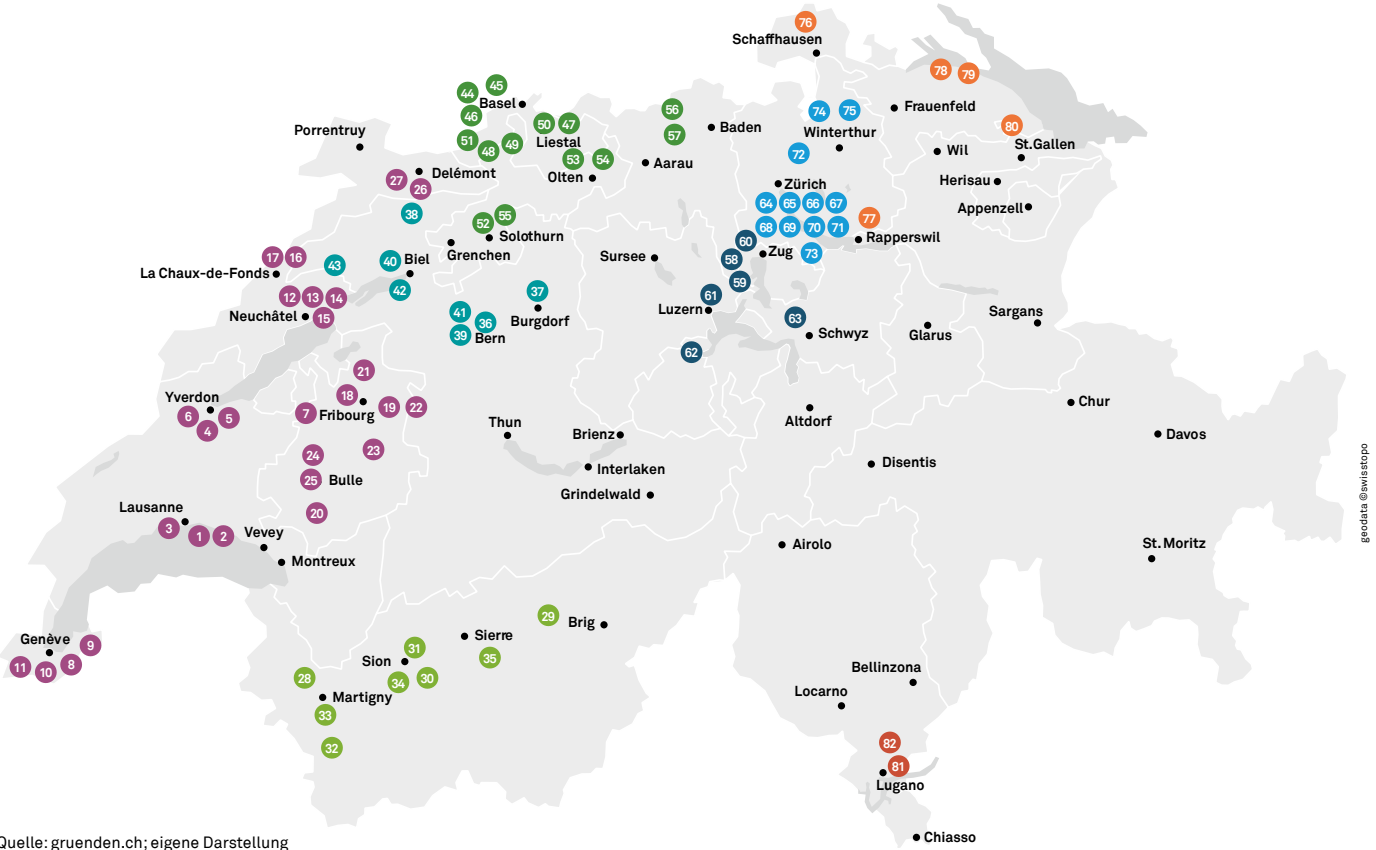 76
Schaffhausen
78
79
44
45
Basel
46
56
74
75
Frauenfeld
50
47
57
Baden
80
Porrentruy
Liestal
Winterthur
51
48
49
St.Gallen
72
Wil
53
54
Aarau
Delémont
Olten
27
26
Zürich
Herisau
64
65
66
67
Appenzell
38
52
55
77
Solothurn
68
69
70
71
Rapperswil
60
Grenchen
Zug
73
17
16
43
40
Biel
Sursee
58
La Chaux-de-Fonds
59
12
13
14
42
37
61
Neuchâtel
15
41
36
Burgdorf
Luzern
63
Sargans
39
Bern
Schwyz
Glarus
62
21
Yverdon
18
Chur
6
5
7
Fribourg
19
22
4
Thun
Brienz
Altdorf
Davos
23
24
Disentis
25
Bulle
Interlaken
Grindelwald
Lausanne
20
3
1
2
Vevey
Airolo
St. Moritz
Montreux
29
Brig
Genève
9
Sierre
31
11
10
8
Sion
35
Bellinzona
28
34
30
Martigny
Locarno
33
32
82
81
Lugano
Chiasso
geodata ©swisstopo
Quelle: gruenden.ch; eigene Darstellung